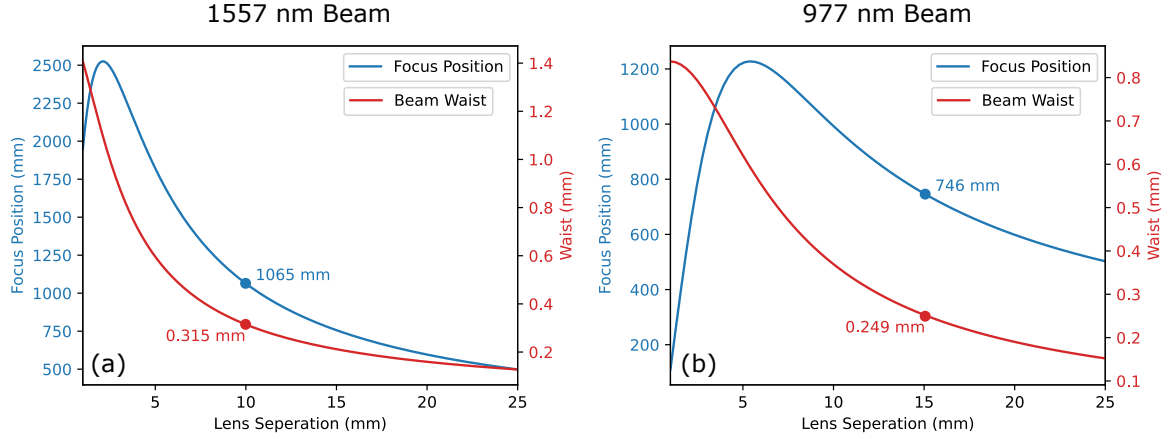 1557 nm Beam
977 nm Beam
Focus Position (mm)
2500
2250
2000
1750
1500
1250
1000
750
500
Focus Position
Beam Waist
1065 mm
0.315 mm
(a)
5
10
15
20
25
Lens Seperation (mm)
1.4
1.2
1.0
0.8
0.6
0.4
0.2
Waist (mm)
Focus Position (mm)
1200
1000
800
600
400
200
Focus Position
Beam Waist
746 mm
0.249 mm
(b)
5
10
15
20
25
Lens Seperation (mm)
0.8
0.7
0.6
0.5
0.4
0.3
0.2
0.1
Waist (mm)